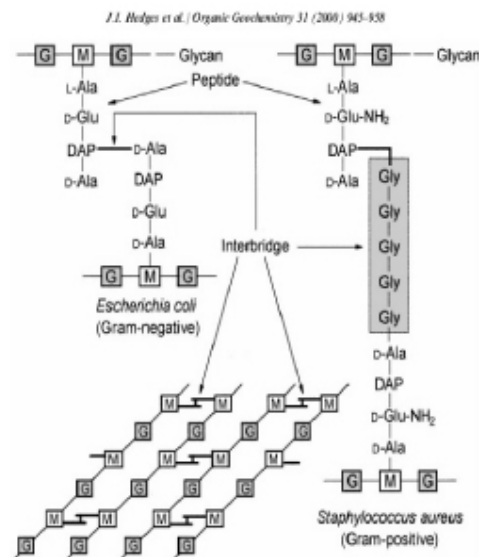 J.I. Hedges et al. / Organic Geochemistry 31 (2000) 945–958
G M G Glycan
L-Ala
D-Glu
DAP D-Ala
D-Ala
DAP
D-Glu
D-Ala
G M G
Escherichia coli
(Gram-negative)
Peptide
Interbridge
G M G Glycan
L-Ala
D-Glu-NH2
DAP
D-Ala
Gly
Gly
Gly
Gly
Gly
D-Ala
DAP
D-Glu-NH2
D-Ala
G M G
Staphylococcus aureus
(Gram-positive)
M M M M
G G G
M M M
G G G
M M M
G G G G